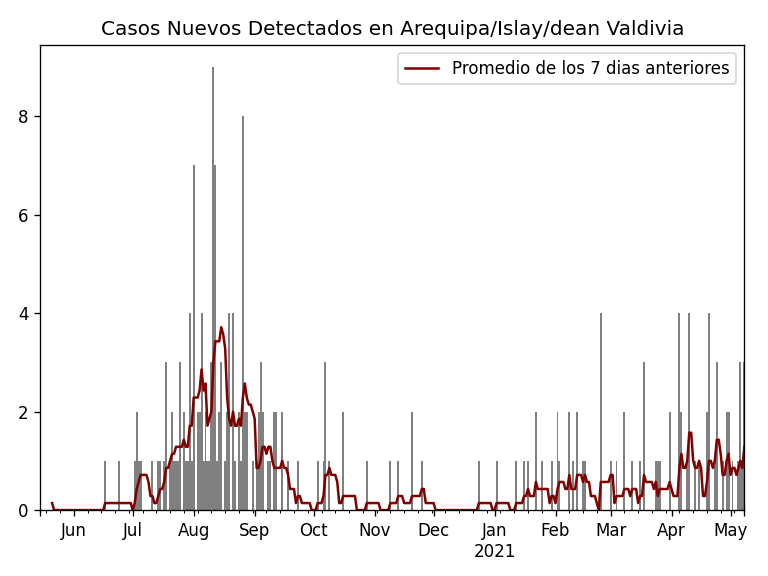 Casos Nuevos Detectados en Arequipa/Islay/dean Valdivia
Promedio de los 7 dias anteriores
8
6
4
2
0
Jun Jul Aug Sep Oct Nov Dec Jan Feb Mar Apr May
2021